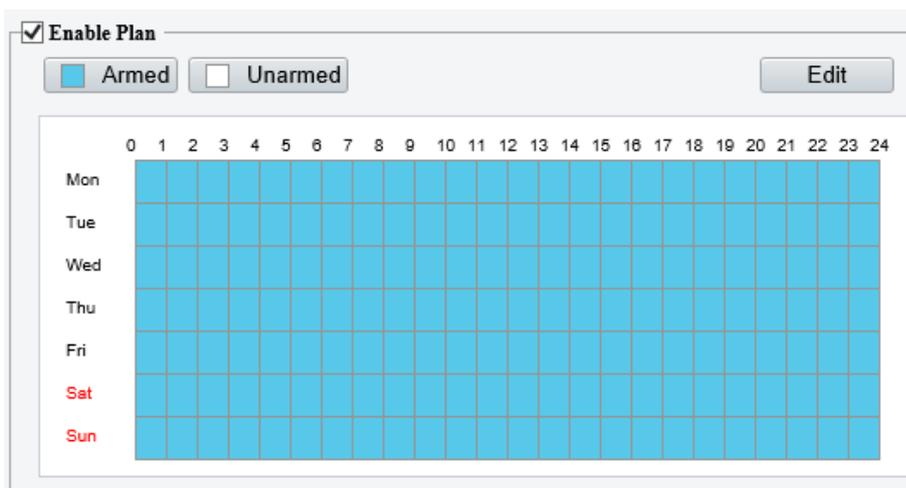 Enable Plan
Armed Unarmed Edit
0 1 2 3 4 5 6 7 8 9 10 11 12 13 14 15 16 17 18 19 20 21 22 23 24
Mon
Tue
Wed
Thu
Fri
Sat
Sun